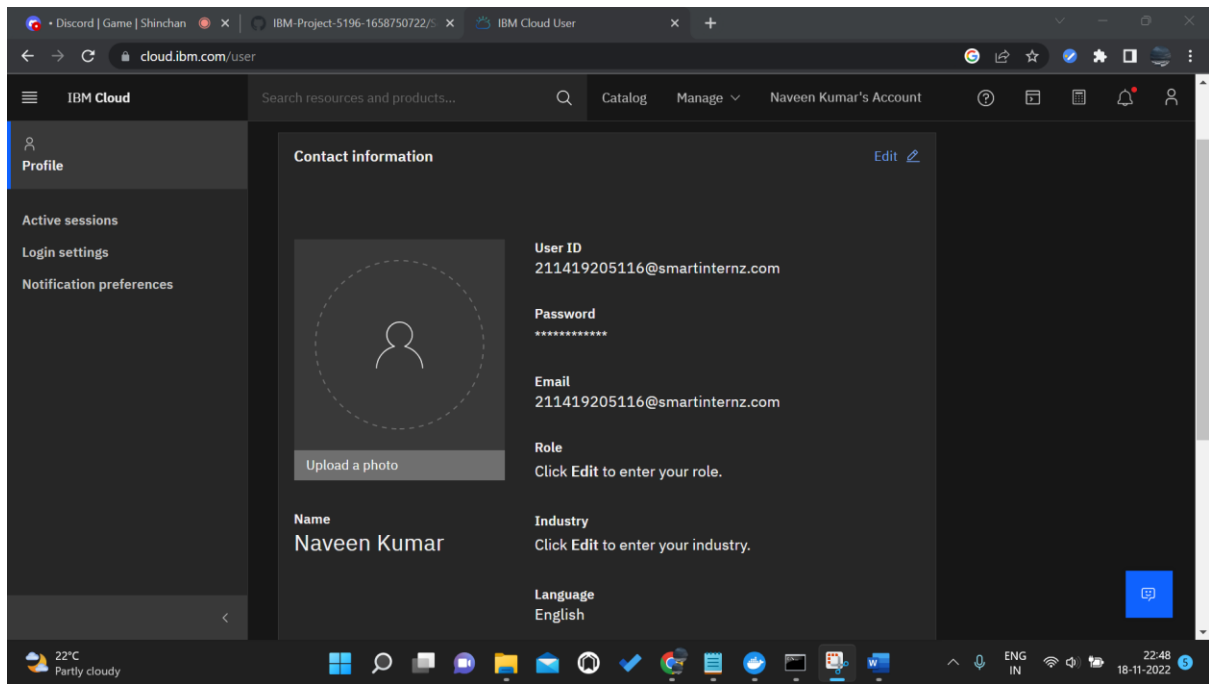 • Discord | Game | Shinchan
IBM-Project-5196-1658750722/S
IBM Cloud User
cloud.ibm.com/user
IBM Cloud
Search resources and products...
Catalog
Manage
Naveen Kumar's Account
Profile
Active sessions
Login settings
Notification preferences
Contact information
Edit
User ID
211419205116@smartinternz.com
Password
************
Email
211419205116@smartinternz.com
Role
Click Edit to enter your role.
Upload a photo
Name
Naveen Kumar
Industry
Click Edit to enter your industry.
Language
English
22°C
Partly cloudy
ENG
IN
22:48
18-11-2022
5